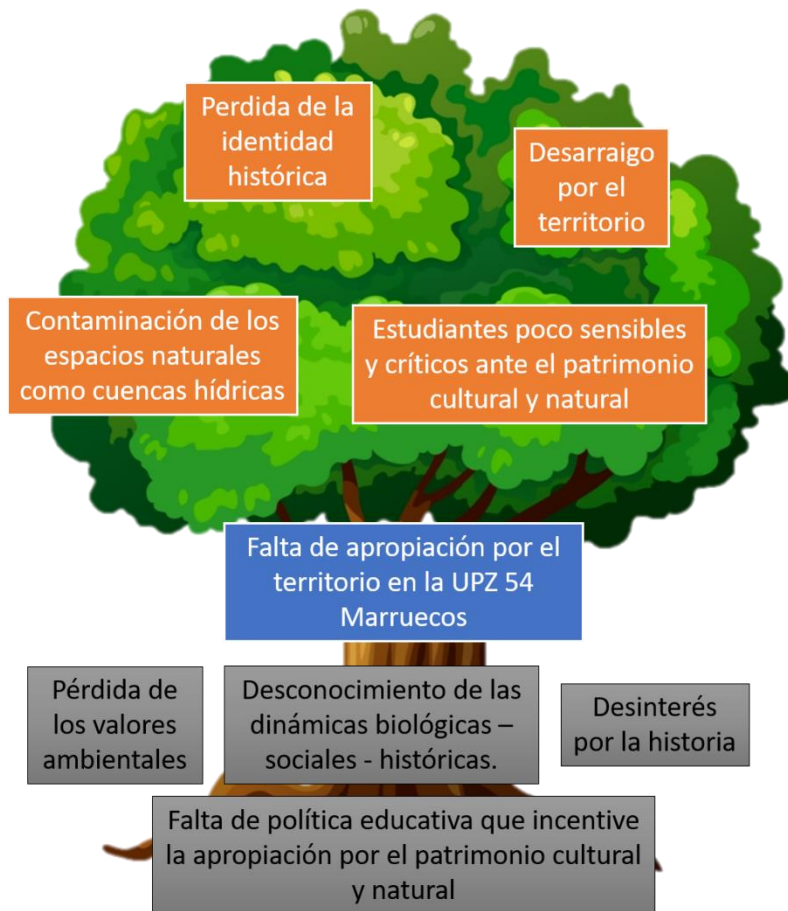 Perdida de la
identidad
histórica
Desarraigo
por el
territorio
Contaminación de los
espacios naturales
como cuencas hídricas
Estudiantes poco sensibles
y críticos ante el patrimonio
cultural y natural
Falta de apropiación por el
territorio en la UPZ 54
Marruecos
Pérdida de
los valores
ambientales
Desconocimiento de las
dinámicas biológicas –
sociales - históricas.
Desinterés
por la historia
Falta de política educativa que incentive
la apropiación por el patrimonio cultural
y natural